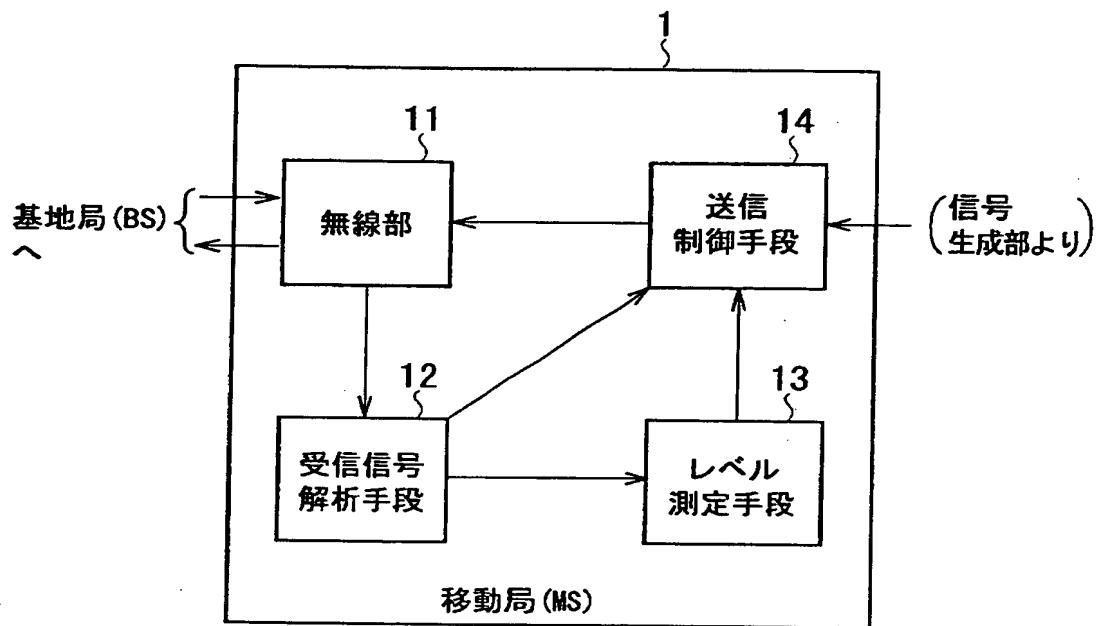 1
11
14
基地局(BS)
へ
無線部
送信
制御手段
(信号
生成部より)
12
13
受信信号
解析手段
レベル
測定手段
移動局(MS)